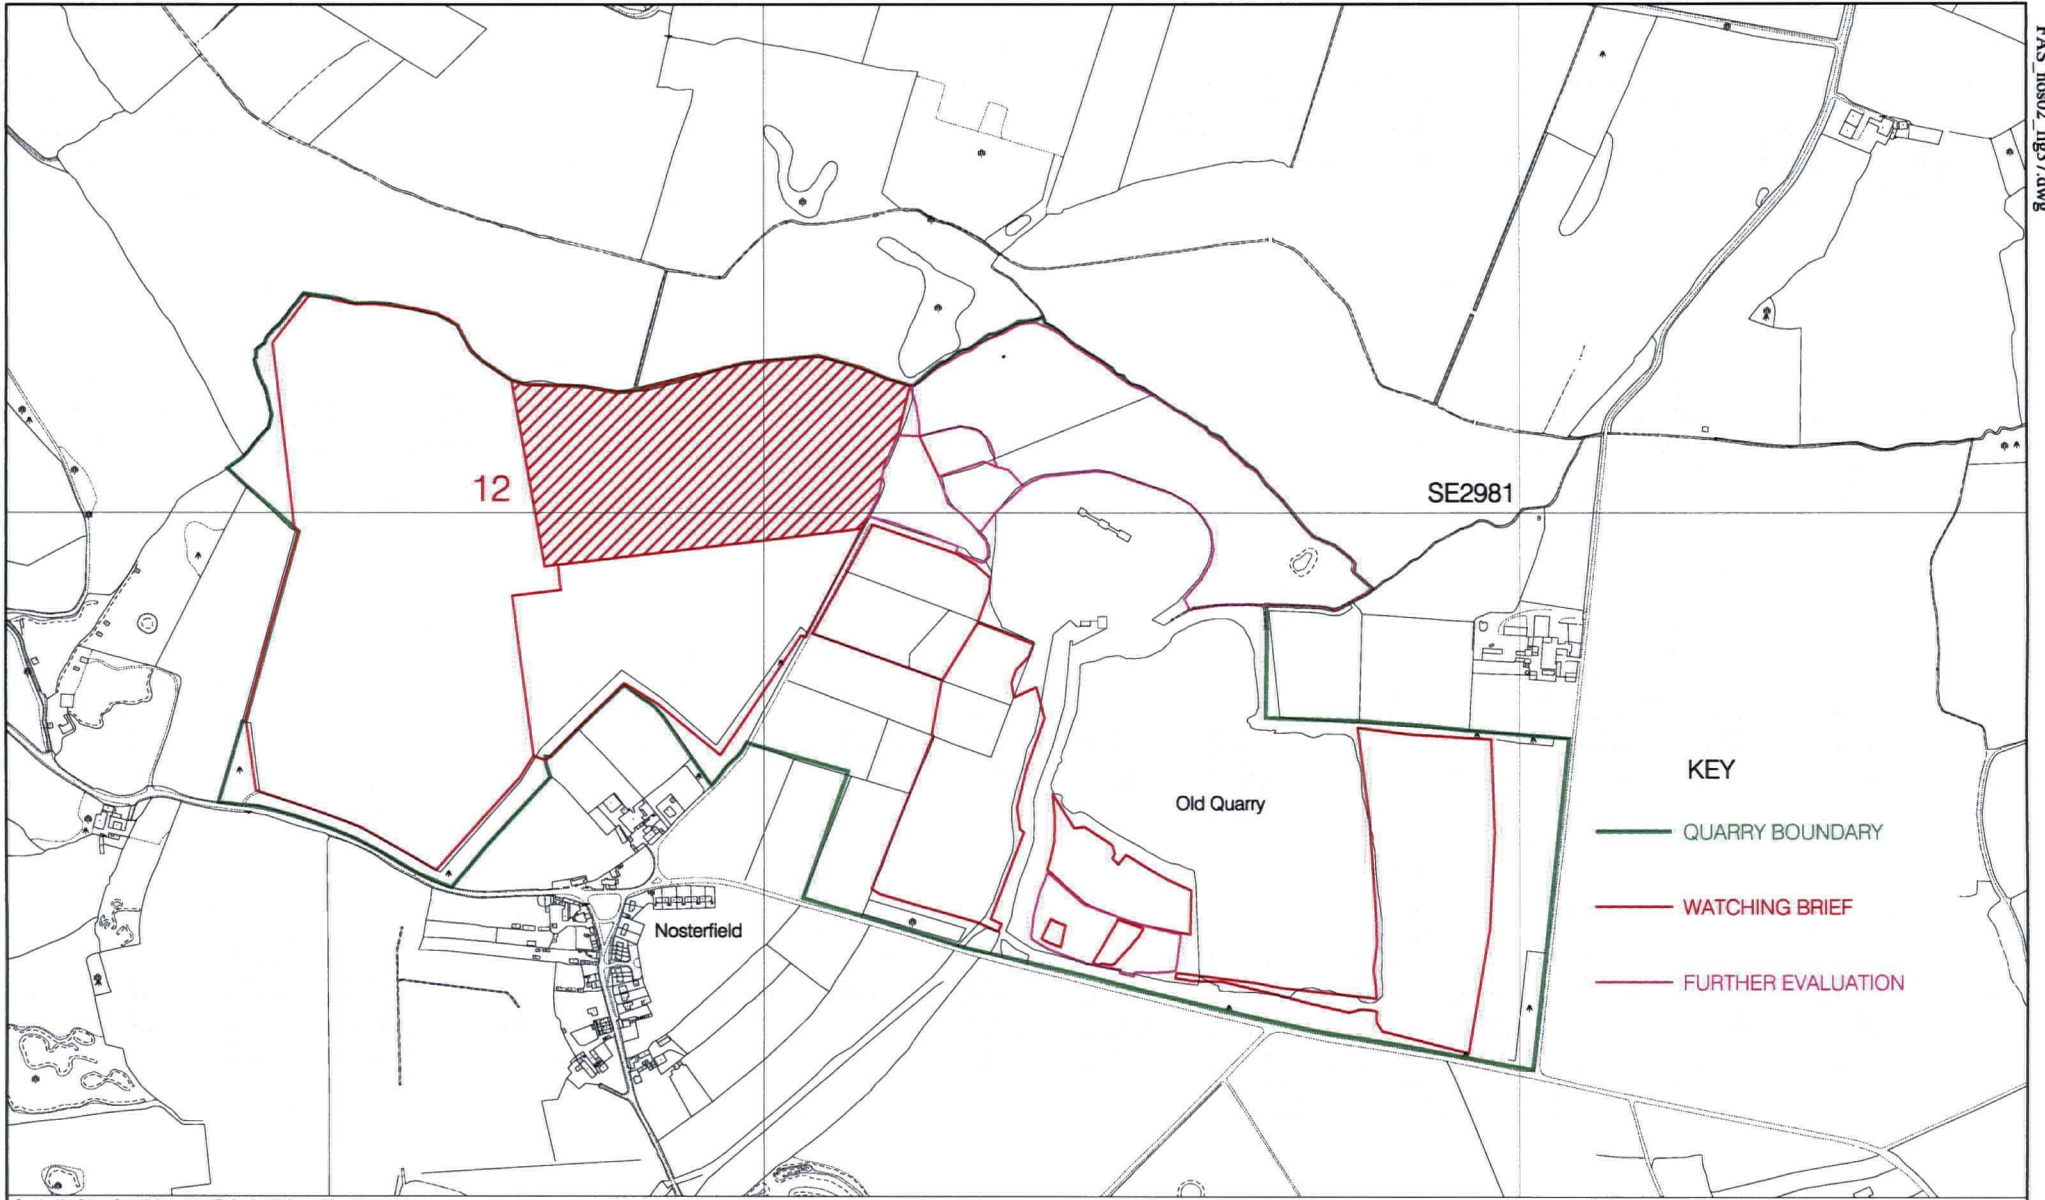 12
SE2981
Old Quarry
Nosterfield
KEY
QUARRY BOUNDARY
WATCHING BRIEF
FURTHER EVALUATION